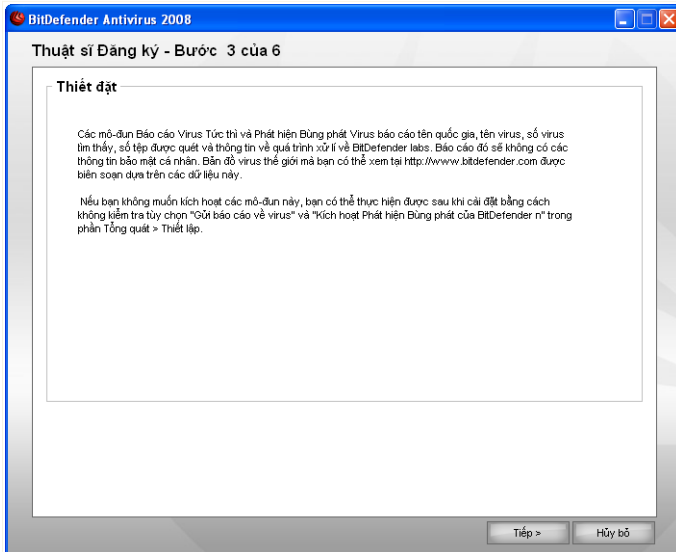 BitDefender Antivirus 2008
Thuật sĩ Đăng ký - Bước 3 của 6
Thiết đặt
Các mô-đun Báo cáo Virus Tức thì và Phát hiện Bùng phát Virus báo cáo tên quốc gia, tên virus, số virus
tìm thấy, số tệp được quét và thông tin về quá trình xử lí về BitDefender labs. Báo cáo đó sẽ không có các
thông tin bảo mật cá nhân. Bản đồ virus thế giới mà bạn có thể xem tại http://www.bitdefender.com được
biên soạn dựa trên các dữ liệu này.
Nếu bạn không muốn kích hoạt các mô-đun này, bạn có thể thực hiện được sau khi cài đặt bằng cách
không kiểm tra tùy chọn "Gửi báo cáo về virus" và "Kích hoạt Phát hiện Bùng phát của BitDefender n" trong
phần Tổng quát > Thiết lập.
Tiếp >
Hủy bỏ